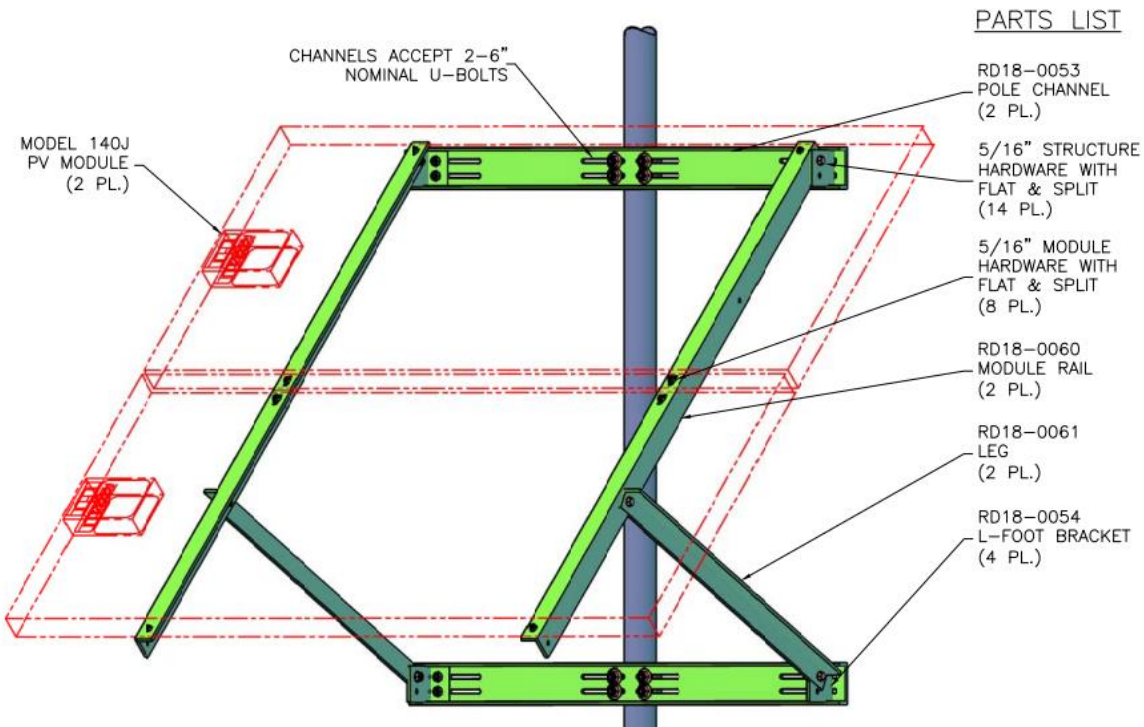 PARTS LIST
CHANNELS ACCEPT 2-6"
NOMINAL U-BOLTS
MODEL 140J
PV MODULE
(2 PL.)
RD18-0053
POLE CHANNEL
(2 PL.)
5/16" STRUCTURE
HARDWARE WITH
FLAT & SPLIT
(14 PL.)
5/16" MODULE
HARDWARE WITH
FLAT & SPLIT
(8 PL.)
RD18-0060
MODULE RAIL
(2 PL.)
RD18-0061
LEG
(2 PL.)
RD18-0054
L-FOOT BRACKET
(4 PL.)